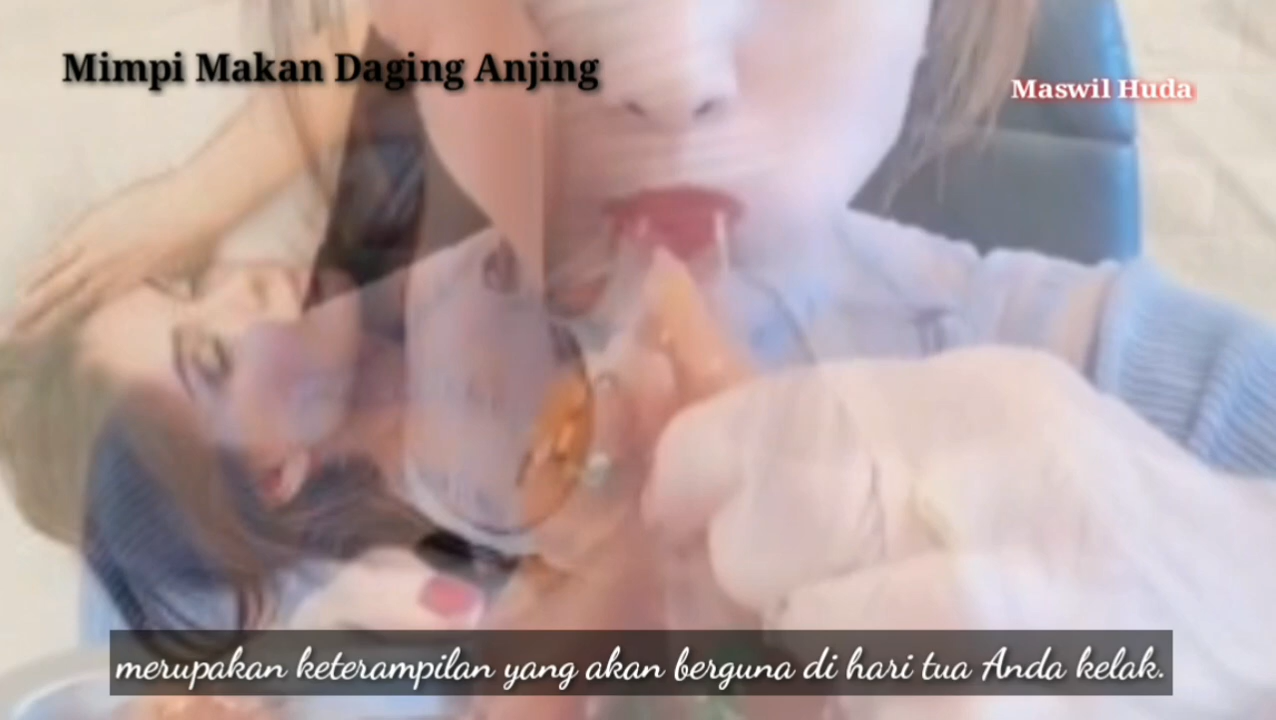 Mimpi Makan Daging Anjing
Maswil Huda
merupakan keterampilan yang akan berguna di hari tua Anda kelak.